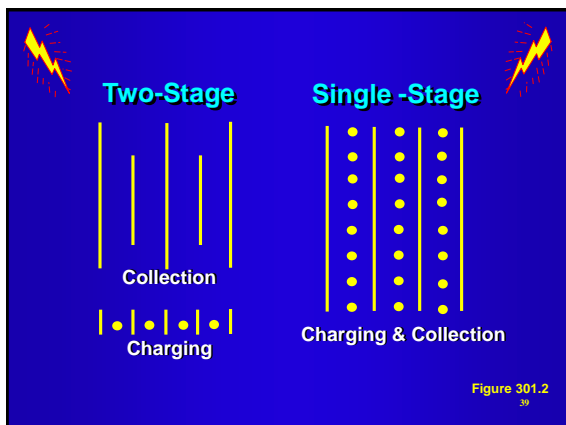 Two-Stage
Single -Stage
Collection
Charging
Charging & Collection
Figure 301.2
39